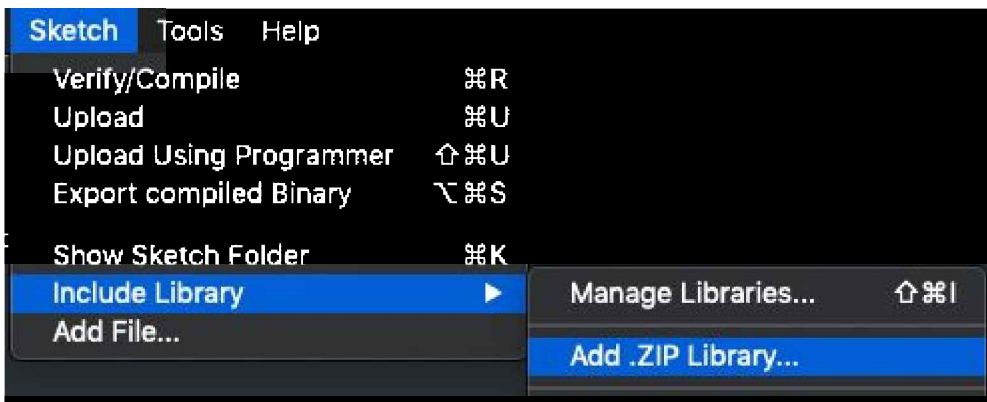 Sketch Tools Help
Verify/Compile ⌘R
Upload ⌘U
Upload Using Programmer ⇧⌘U
Export compiled Binary ⌥⌘S
Show Sketch Folder ⌘K
Include Library ▶ Manage Libraries... ⇧⌘I
Add File...
Add .ZIP Library...